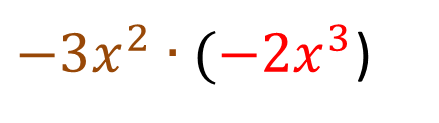 −3x² · (−2x³)